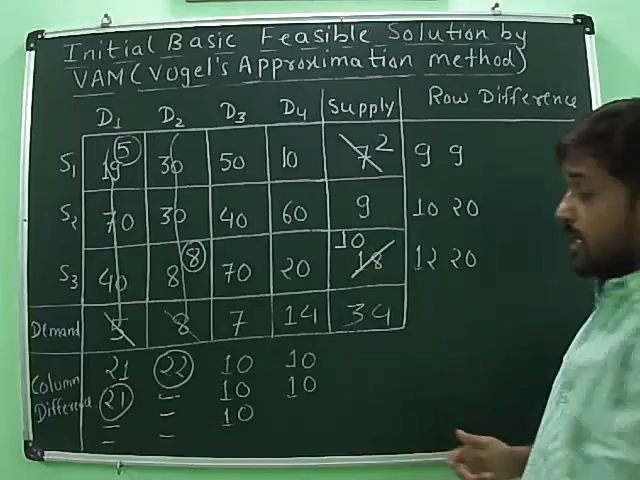 Initial Basic Feasible Solution by
VAM (Vogel's Approximation method)
D1 D2 D3 D4 Supply Row Difference
S1 19 5 30 50 10 7 2 9 9
S2 70 30 40 60 9 10 20
S3 40 8 8 70 20 18 10 12 20
Demand 5 8 7 14 34
Column Difference. 21 22 10 10
21 – 10 10
– – 10
– –